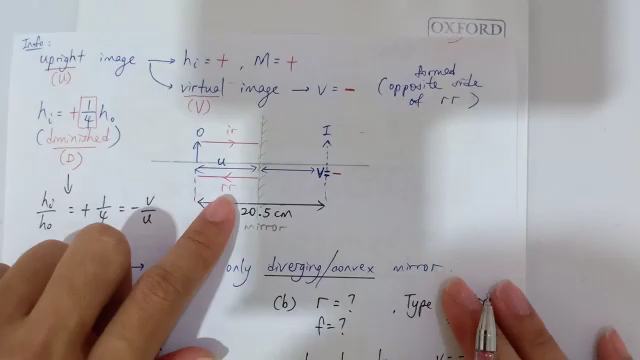 OXFORD
Info:
upright image → hi = + , M = +
(U)
virtual image → v = - (formed opposite side of rr)
(V)
hi = + 1/4 ho
(diminished)
(D)
O ir I
u v = -
rr
20.5 cm
mirror
hi/ho = + 1/4 = - v/u
only diverging/convex mirror.
(b) r = ? , Type
f = ?